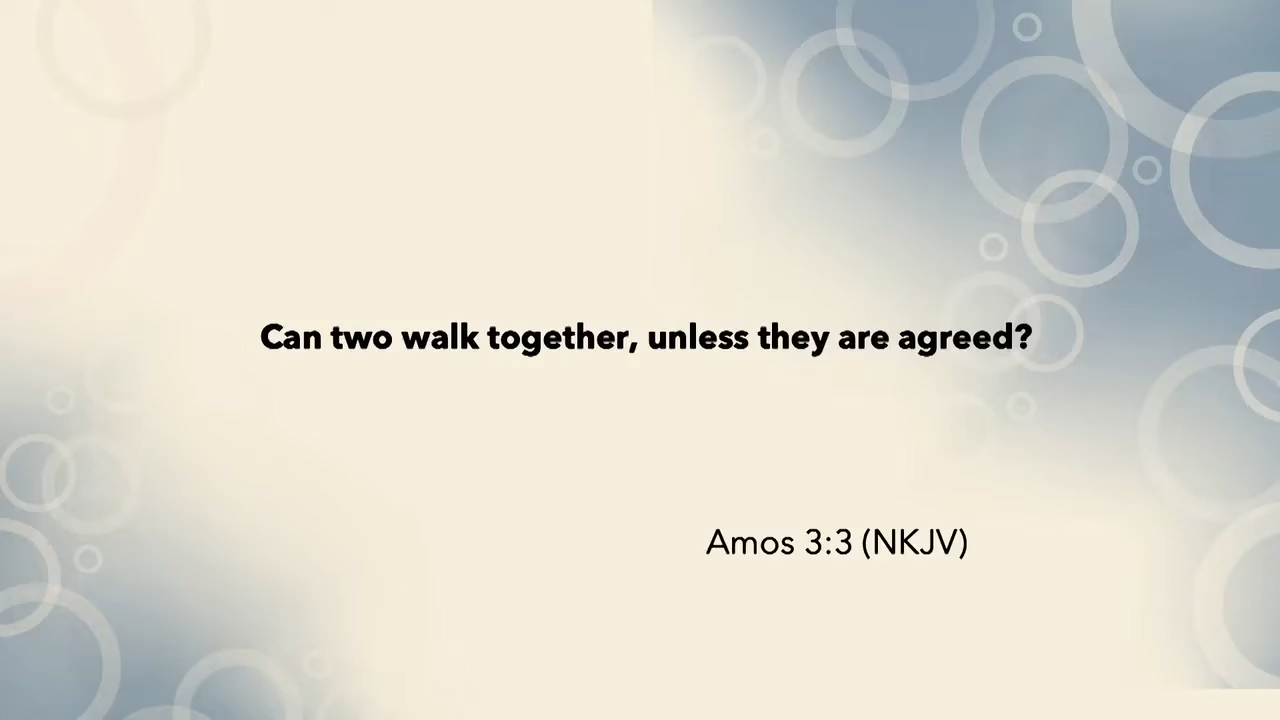 Can two walk together, unless they are agreed?
Amos 3:3 (NKJV)